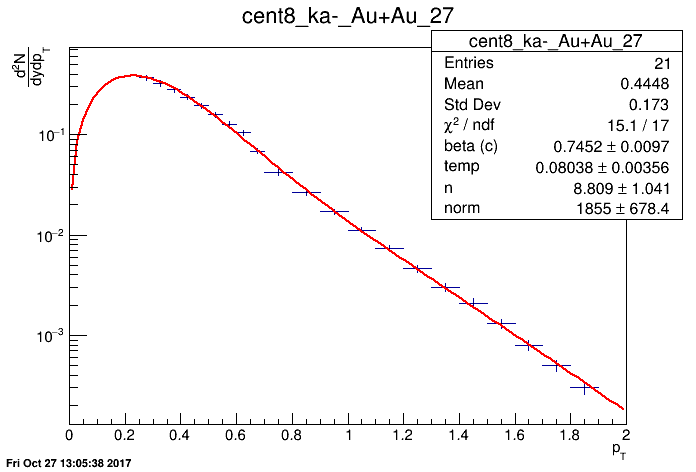 cent8_ka-_Au+Au_27
d²N
dydp_T
cent8_ka-_Au+Au_27
Entries 21
Mean 0.4448
Std Dev 0.173
χ² / ndf 15.1 / 17
beta (c) 0.7452 ± 0.0097
temp 0.08038 ± 0.00356
n 8.809 ± 1.041
norm 1855 ± 678.4
10⁻¹
10⁻²
10⁻³
0 0.2 0.4 0.6 0.8 1 1.2 1.4 1.6 1.8 2
p_T
Fri Oct 27 13:05:38 2017